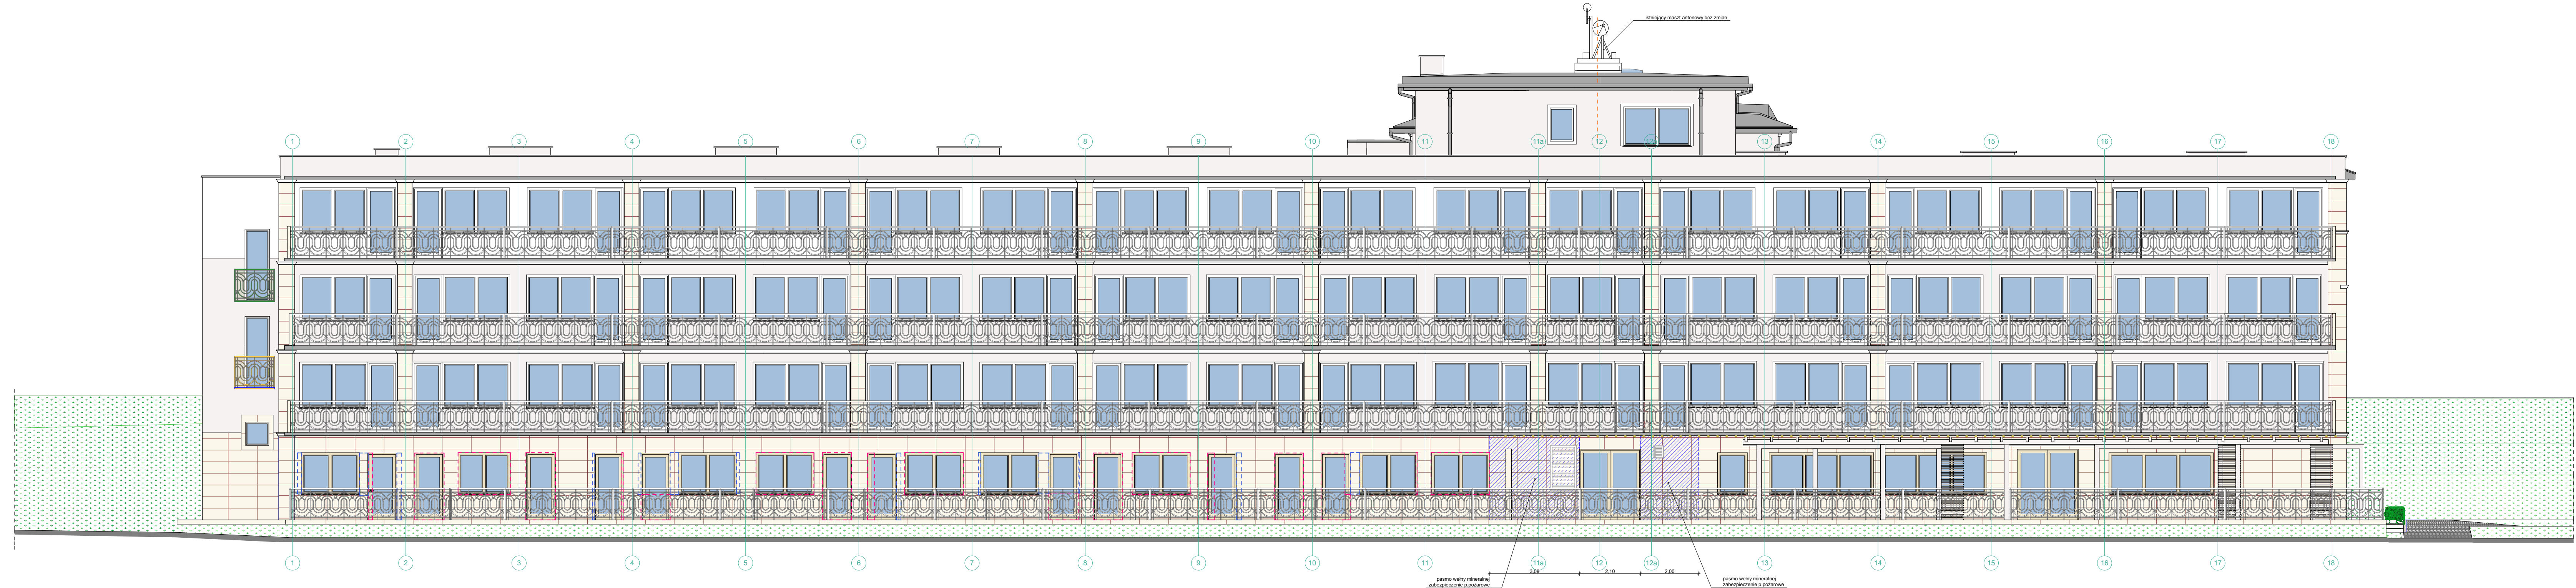 istniejący maszt antenowy bez zmian
1 2 3 4 5 6 7 8 9 10 11 11a 12 12a 13 14 15 16 17 18
1 2 3 4 5 6 7 8 9 10 11 11a 12 12a 13 14 15 16 17 18
3,09 2,10 2,00
pasmo wełny mineralnej
zabezpieczenie p.pożarowe
pasmo wełny mineralnej
zabezpieczenie p.pożarowe